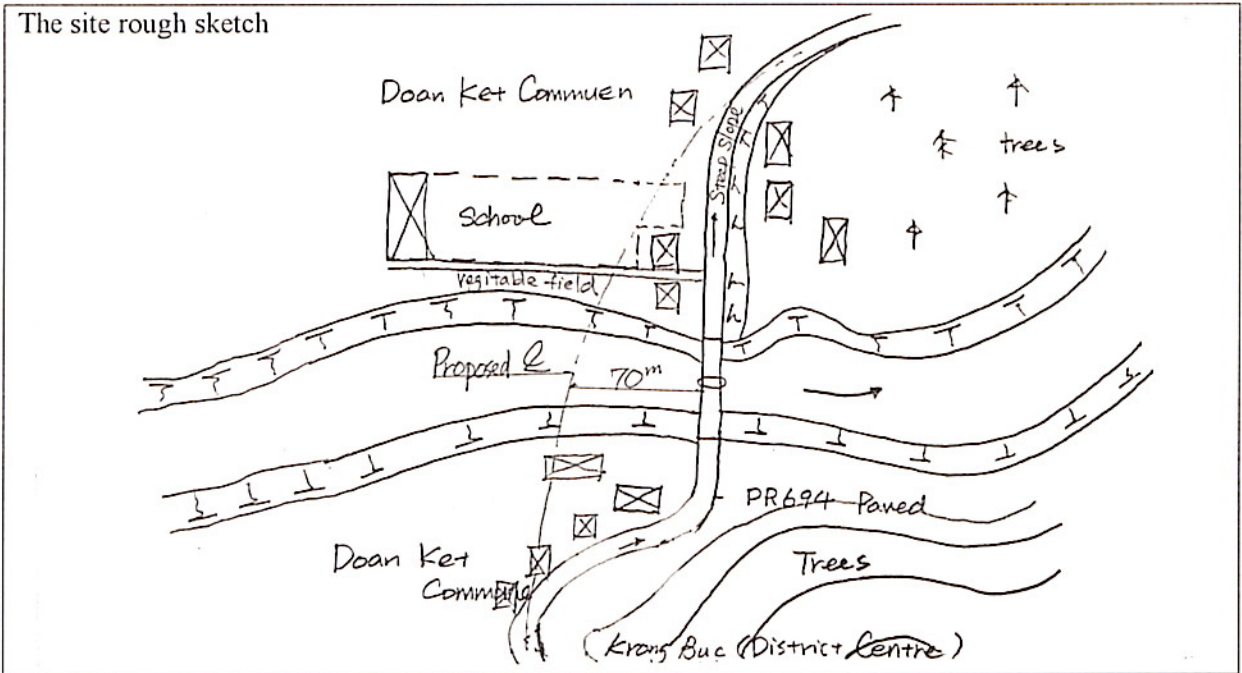 The site rough sketch
Doan Ket Commuen
Steep Slope
trees
School
vegitable field
Proposed ℄
70m
PR694 Paved
Doan Ket
Commune
Trees
Krong Buc (District Centre)